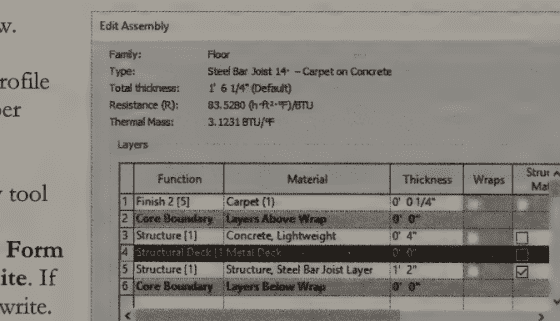 w.
rofile
per
tool
Form
ite. If
write.
Edit Assembly
Family: Floor
Type: Steel Bar Joist 14" - Carpet on Concrete
Total thickness: 1' 6 1/4" (Default)
Resistance (R): 83.5280 (h·ft²·°F)/BTU
Thermal Mass: 3.1231 BTU/°F
Layers
Function Material Thickness Wraps Struc Mat
1 Finish 2 [5] Carpet (1) 0' 0 1/4"
2 Core Boundary Layers Above Wrap 0' 0"
3 Structure [1] Concrete, Lightweight 0' 4"
4 Structural Deck [1 Metal Deck 0' 0"
5 Structure [1] Structure, Steel Bar Joist Layer 1' 2"
6 Core Boundary Layers Below Wrap 0' 0"